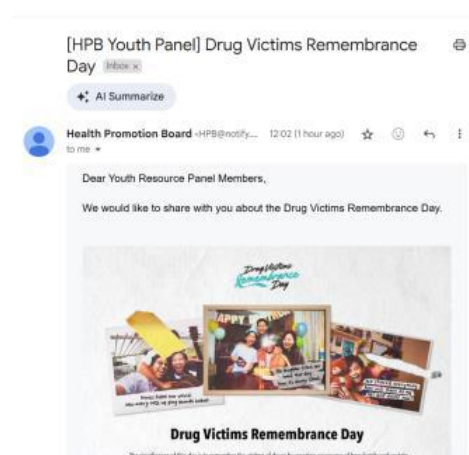 [HPB Youth Panel] Drug Victims Remembrance
Day Inbox x
AI Summarize
Health Promotion Board <HPB@notify.... 12:02 (1 hour ago)
to me
Dear Youth Resource Panel Members,
We would like to share with you about the Drug Victims Remembrance Day.
Drug Victims
Remembrance
Day
HAPPY
Drug Victims Remembrance Day